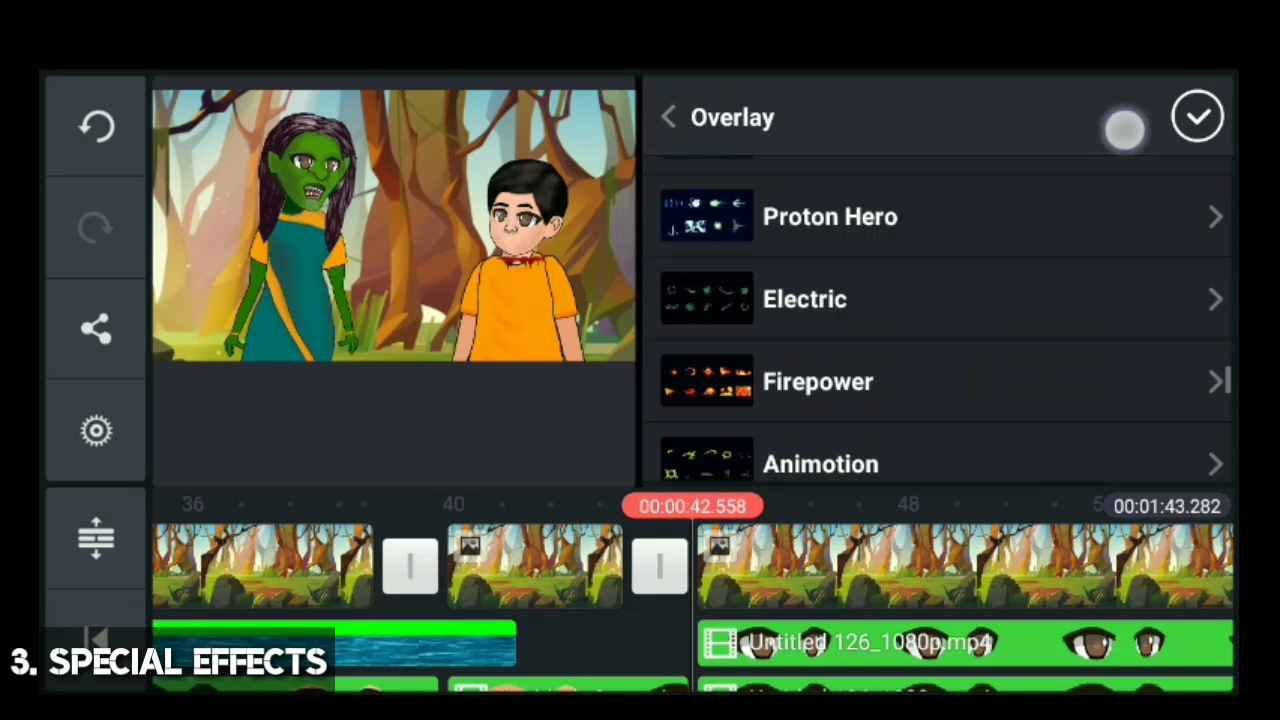 Overlay
Proton Hero
Electric
Firepower
Animotion
36
40
00:00:42.558
48
5
00:01:43.282
Untitled 126_1080p.mp4
3. SPECIAL EFFECTS